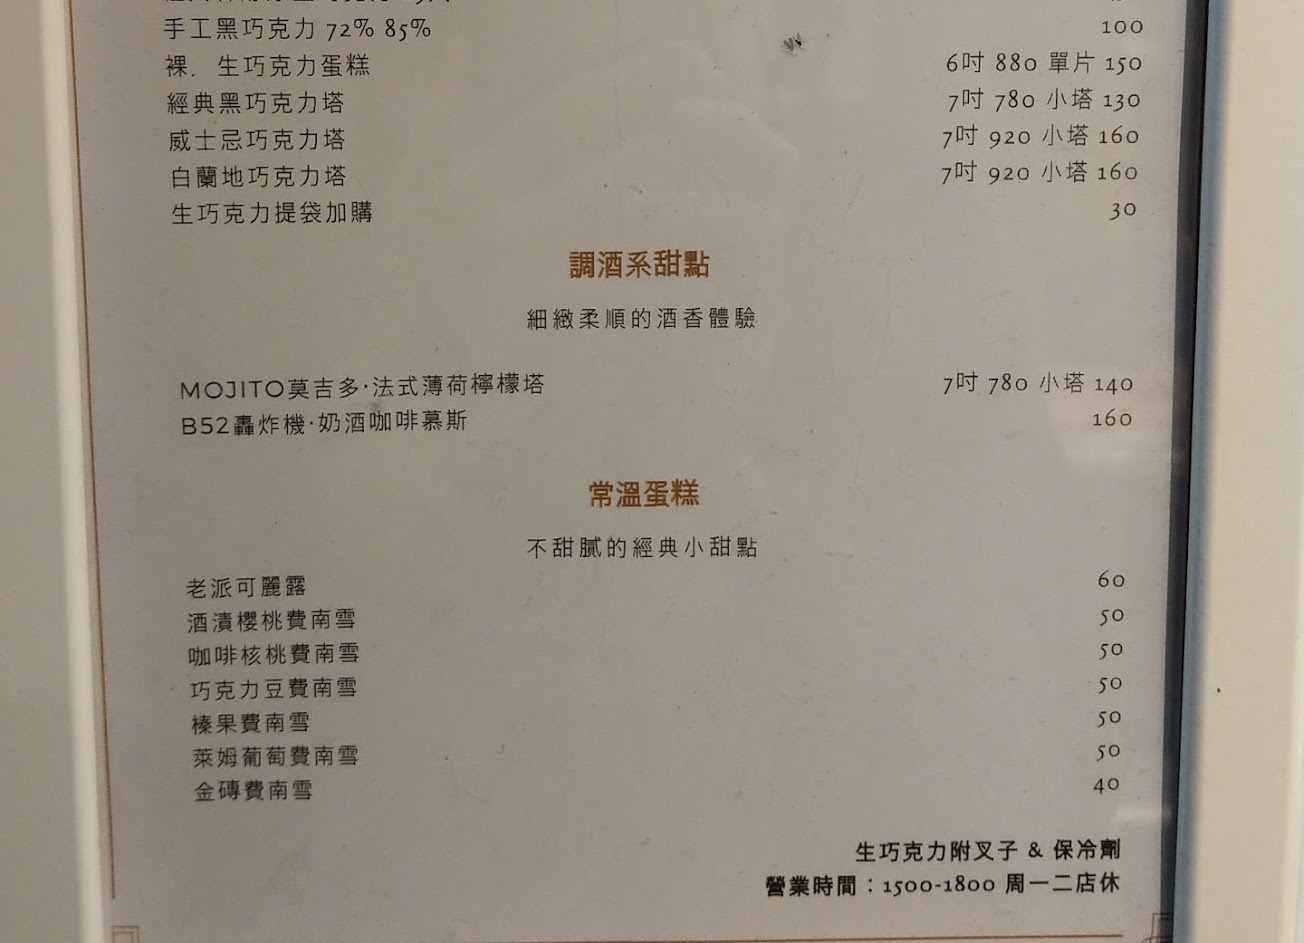 手工黑巧克力 72% 85% 100
裸．生巧克力蛋糕 6吋 880 單片 150
經典黑巧克力塔 7吋 780 小塔 130
威士忌巧克力塔 7吋 920 小塔 160
白蘭地巧克力塔 7吋 920 小塔 160
生巧克力提袋加購 30
調酒系甜點
細緻柔順的酒香體驗
MOJITO莫吉多·法式薄荷檸檬塔 7吋 780 小塔 140
B52轟炸機·奶酒咖啡慕斯 160
常溫蛋糕
不甜膩的經典小甜點
老派可麗露 60
酒漬櫻桃費南雪 50
咖啡核桃費南雪 50
巧克力豆費南雪 50
榛果費南雪 50
萊姆葡萄費南雪 50
金磚費南雪 40
生巧克力附叉子 & 保冷劑
營業時間：1500-1800 周一二店休